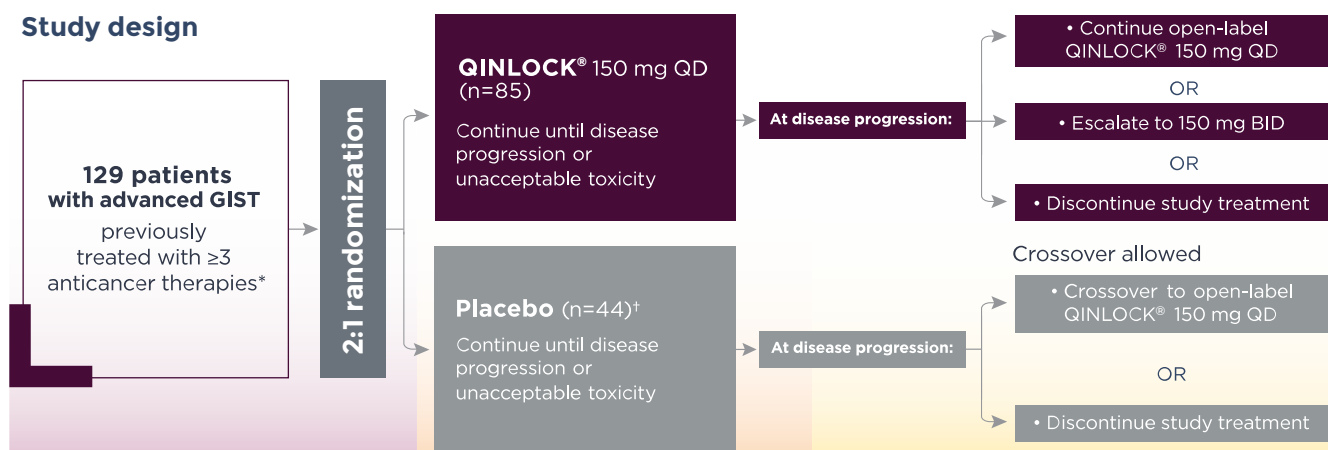 Study design
129 patients
with advanced GIST
previously
treated with ≥3
anticancer therapies*
2:1 randomization
QINLOCK® 150 mg QD
(n=85)
Continue until disease
progression or
unacceptable toxicity
At disease progression:
• Continue open-label
QINLOCK® 150 mg QD
OR
• Escalate to 150 mg BID
OR
• Discontinue study treatment
Placebo (n=44)†
Continue until disease
progression or
unacceptable toxicity
At disease progression:
Crossover allowed
• Crossover to open-label
QINLOCK® 150 mg QD
OR
• Discontinue study treatment